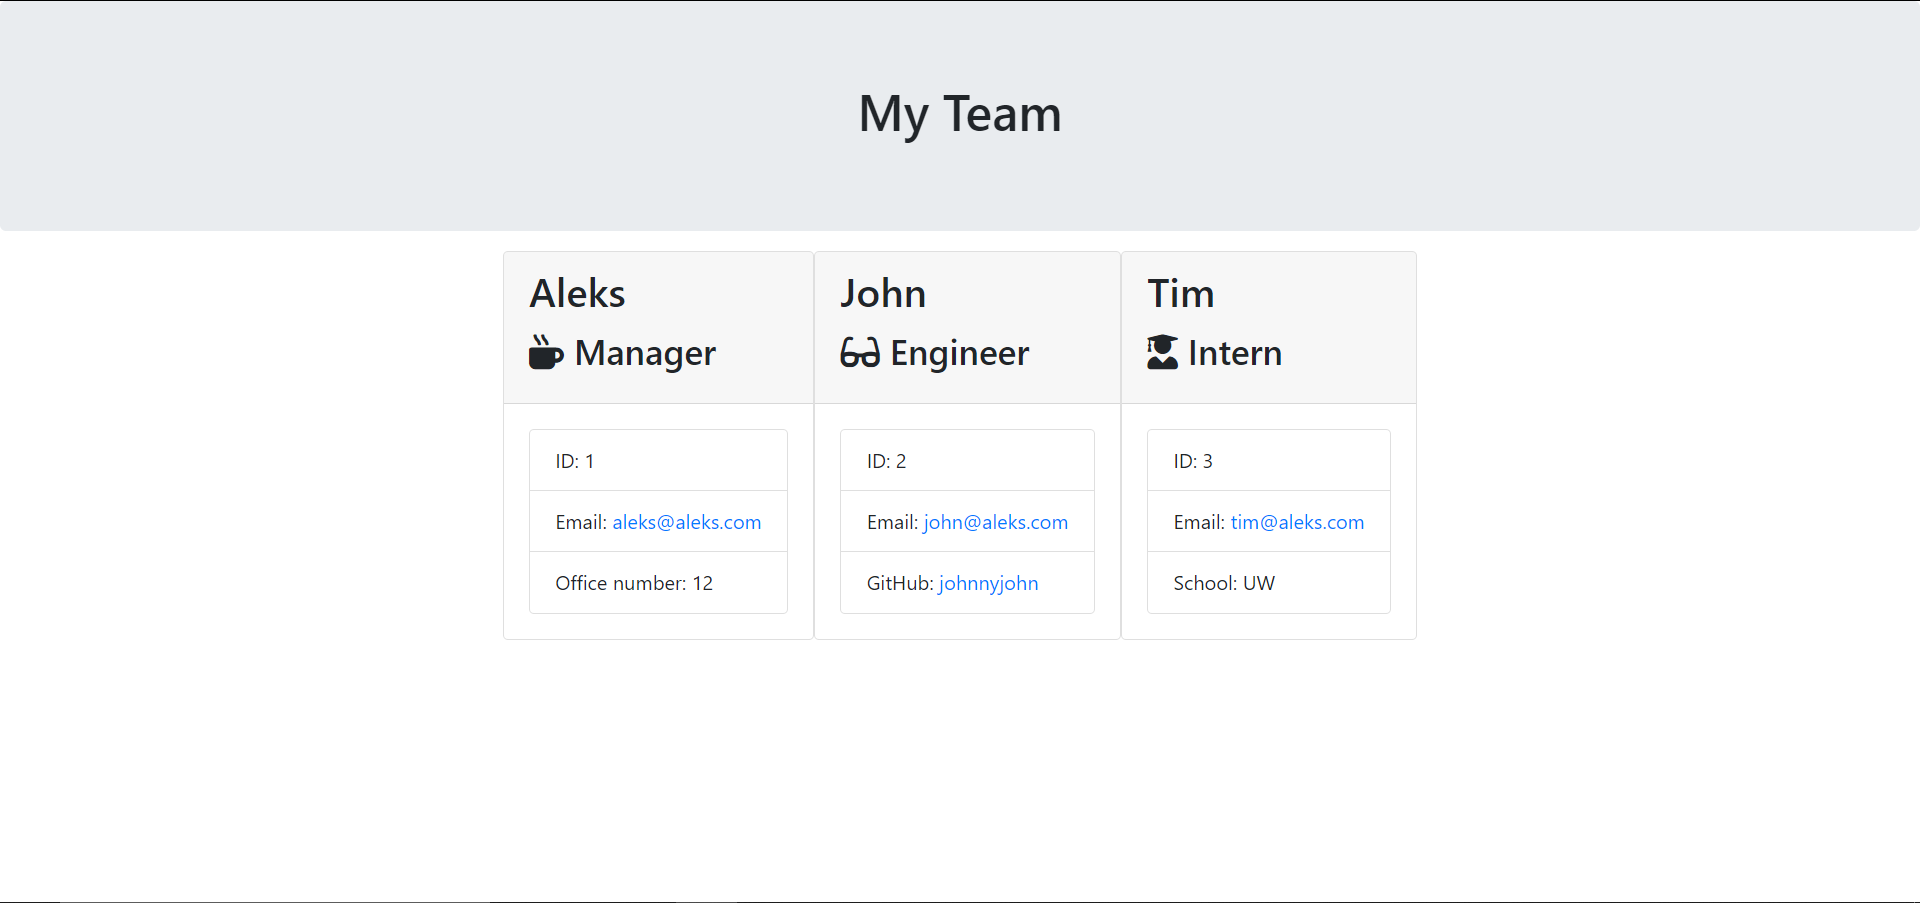 My Team
Aleks
Manager
ID: 1
Email: aleks@aleks.com
Office number: 12
John
Engineer
ID: 2
Email: john@aleks.com
GitHub: johnnyjohn
Tim
Intern
ID: 3
Email: tim@aleks.com
School: UW